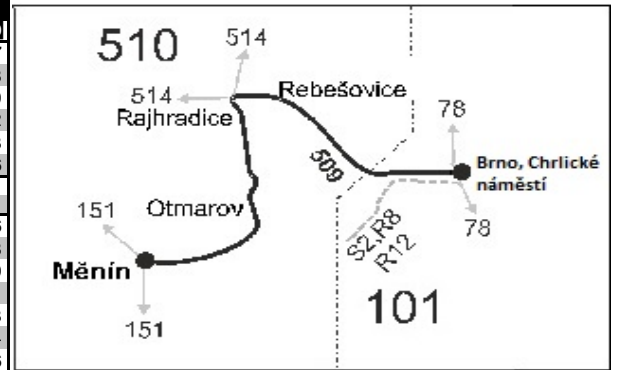 510
514
514
Rebešovice
Rajhradice
78
509
Brno, Chrlické
náměstí
151
Otmarov
78
S2,R8
R12
Měnín
101
151